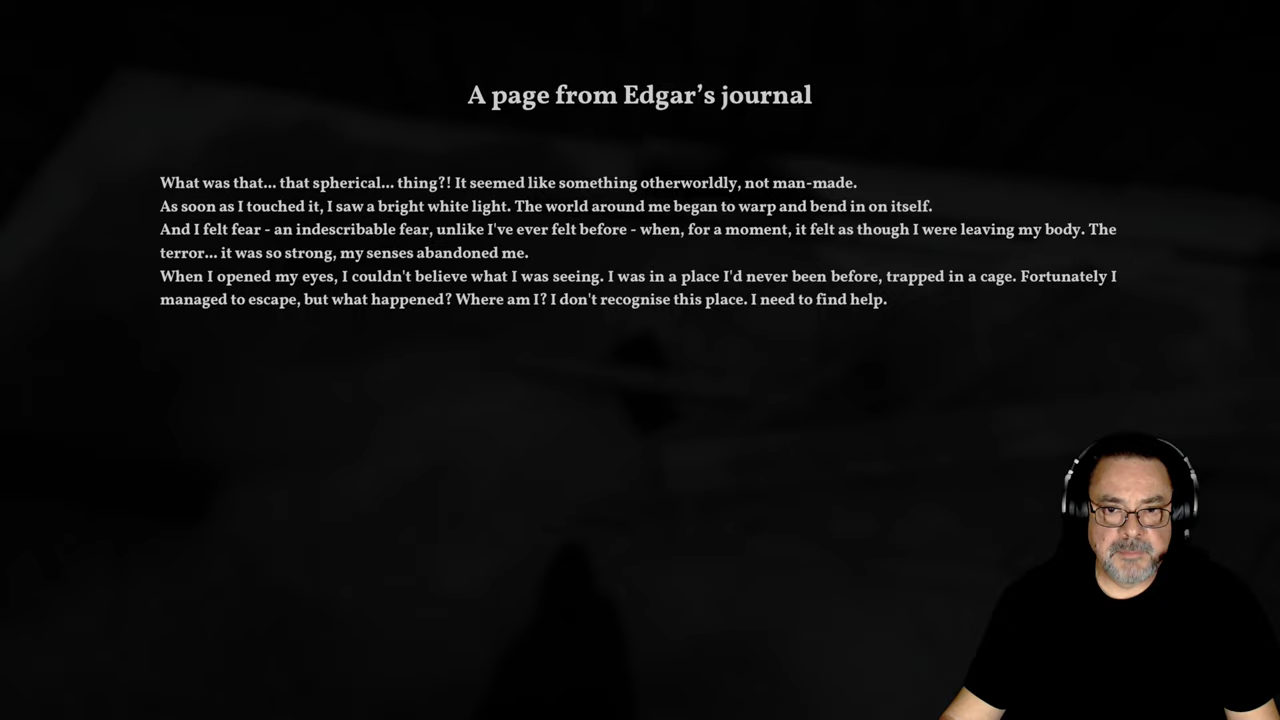 A page from Edgar’s journal
What was that... that spherical... thing?! It seemed like something otherworldly, not man-made.
As soon as I touched it, I saw a bright white light. The world around me began to warp and bend in on itself.
And I felt fear - an indescribable fear, unlike I've ever felt before - when, for a moment, it felt as though I were leaving my body. The
terror... it was so strong, my senses abandoned me.
When I opened my eyes, I couldn't believe what I was seeing. I was in a place I'd never been before, trapped in a cage. Fortunately I
managed to escape, but what happened? Where am I? I don't recognise this place. I need to find help.